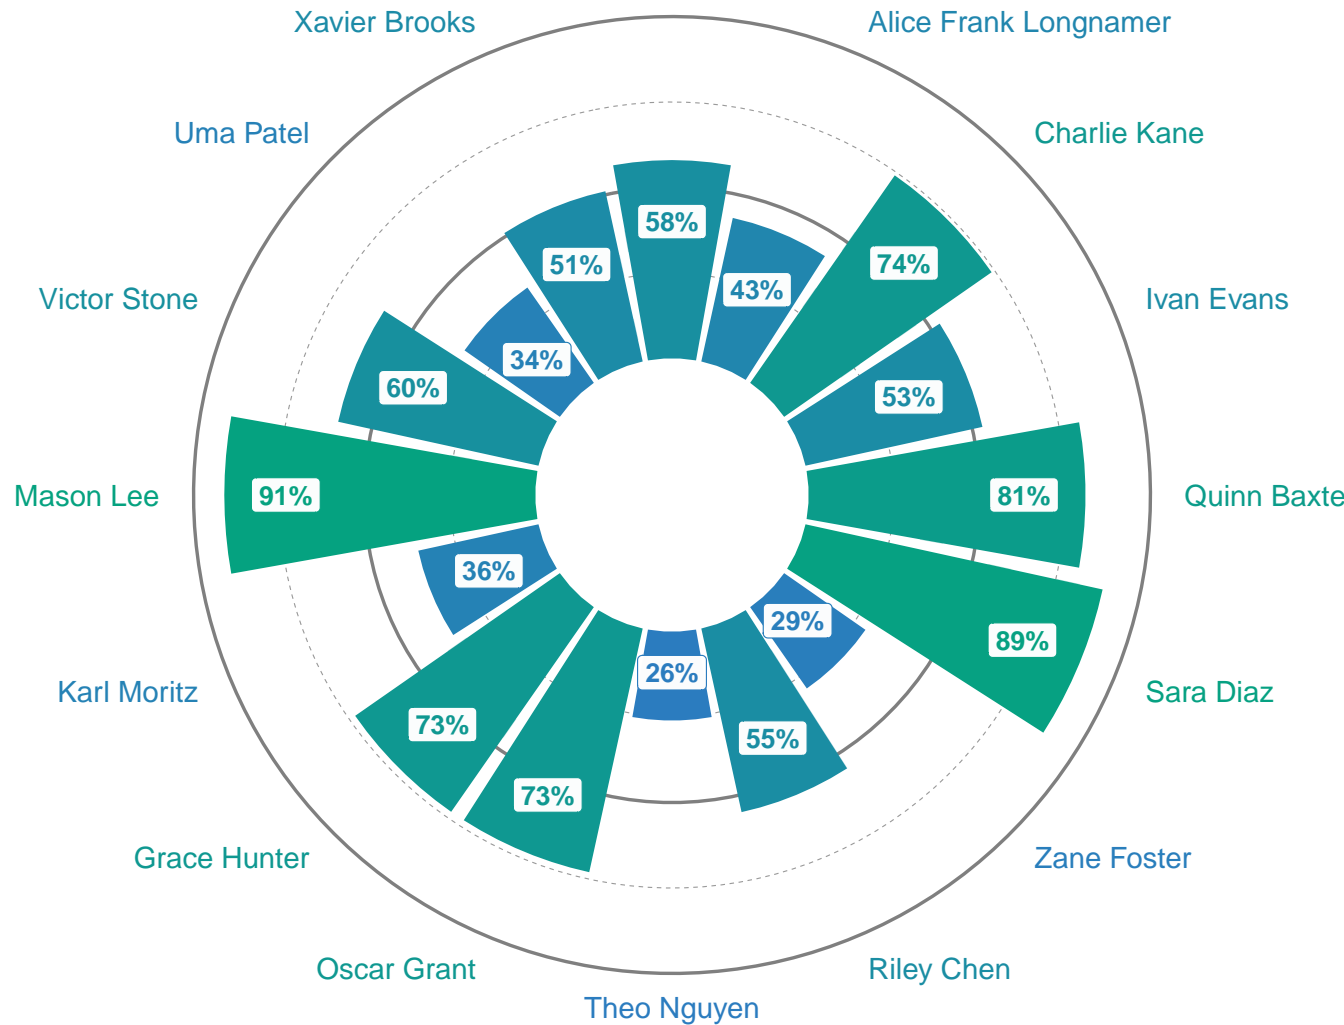 Xavier Brooks
Alice Frank Longnamer
Uma Patel
Charlie Kane
58%
51%
43%
74%
Victor Stone
Ivan Evans
34%
60%
53%
Mason Lee
91%
81%
Quinn Baxte
36%
29%
89%
Karl Moritz
Sara Diaz
26%
73%
55%
73%
Grace Hunter
Zane Foster
Oscar Grant
Riley Chen
Theo Nguyen